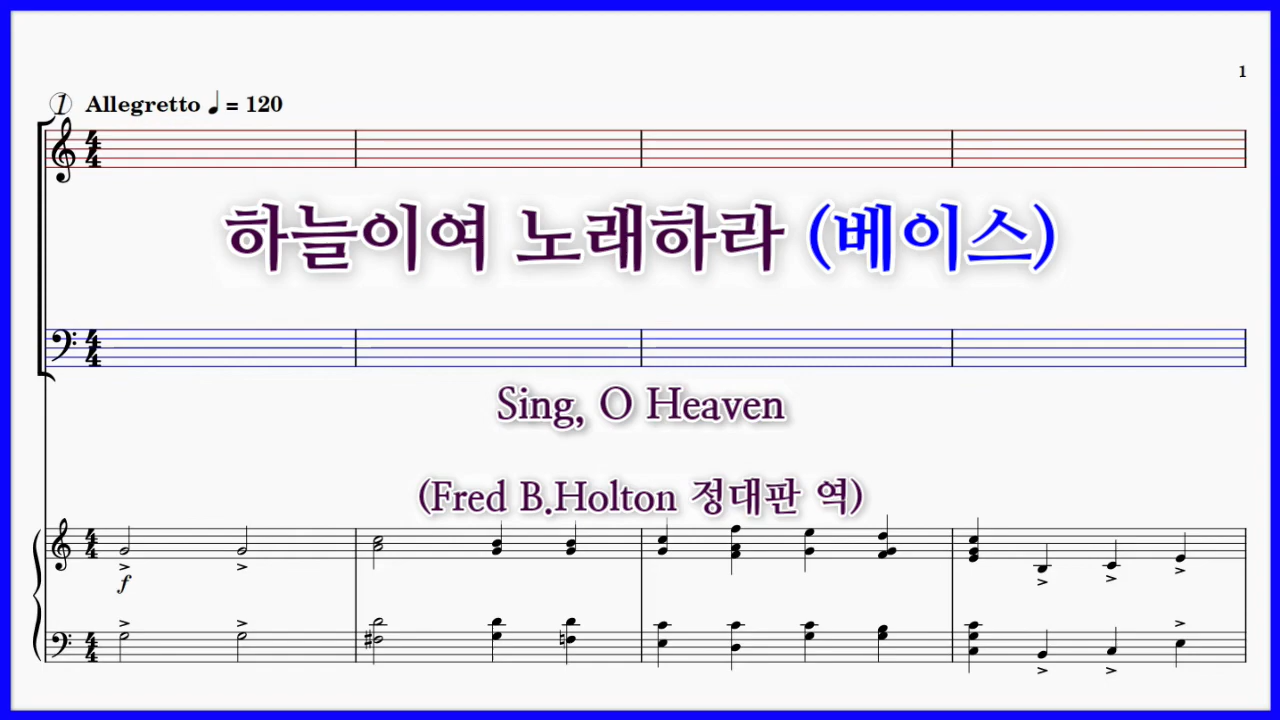 1
① Allegretto ♩ = 120
하늘이여 노래하라 (베이스)
Sing, O Heaven
(Fred B.Holton 정대판 역)
f